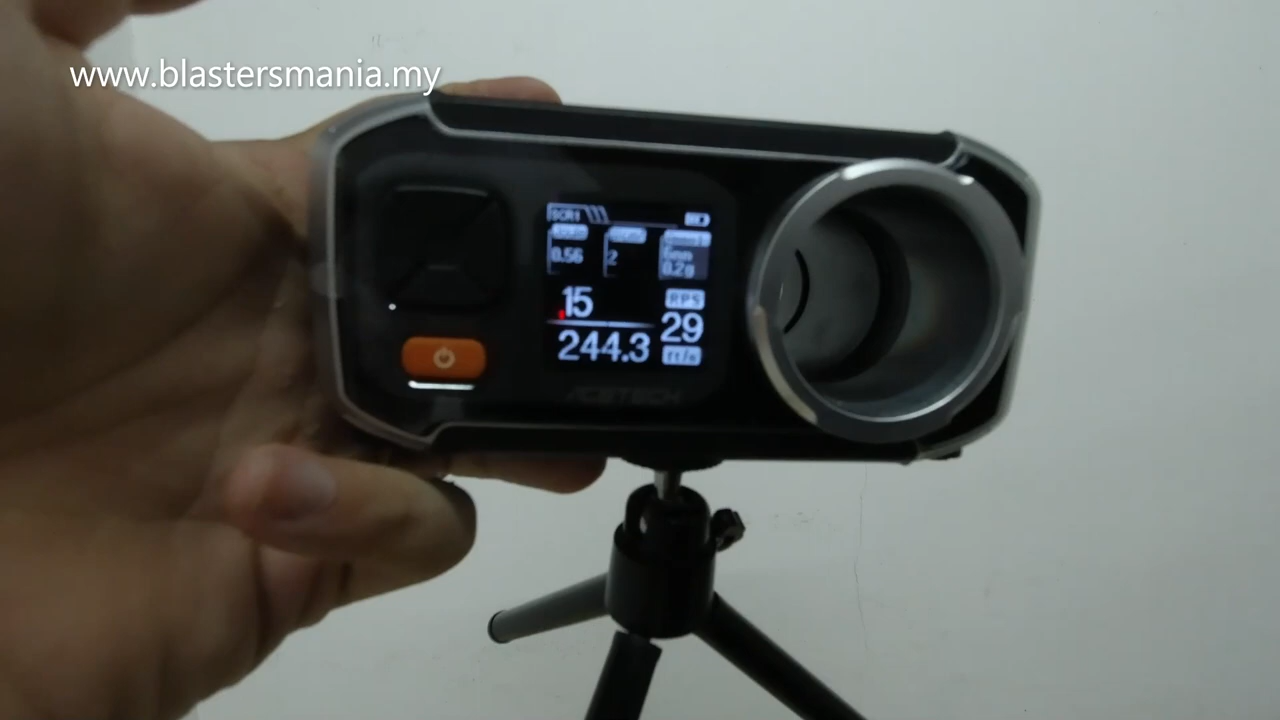 www.blastersmania.my
SCR1
0.56
2
6mm
0.2g
15
RPS
29
244.3
ft/s
ACETECH